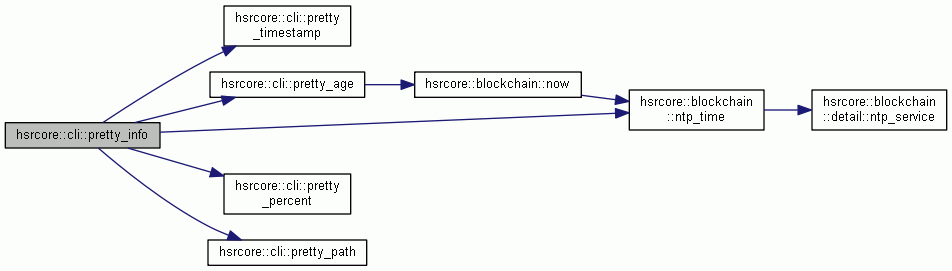 hsrcore::cli::pretty
_timestamp
hsrcore::cli::pretty_age
hsrcore::blockchain::now
hsrcore::blockchain
::ntp_time
hsrcore::blockchain
::detail::ntp_service
hsrcore::cli::pretty_info
hsrcore::cli::pretty
_percent
hsrcore::cli::pretty_path